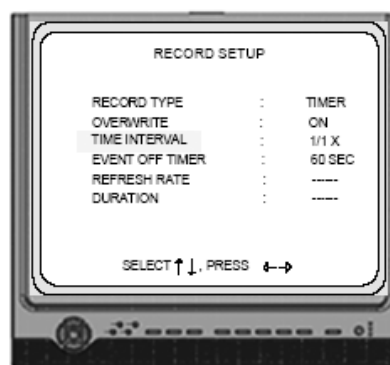 RECORD SETUP
RECORD TYPE : TIMER
OVERWRITE : ON
TIME INTERVAL : 1/1 X
EVENT OFF TIMER : 60 SEC
REFRESH RATE : -----
DURATION : -----
SELECT ↑↓, PRESS ←→